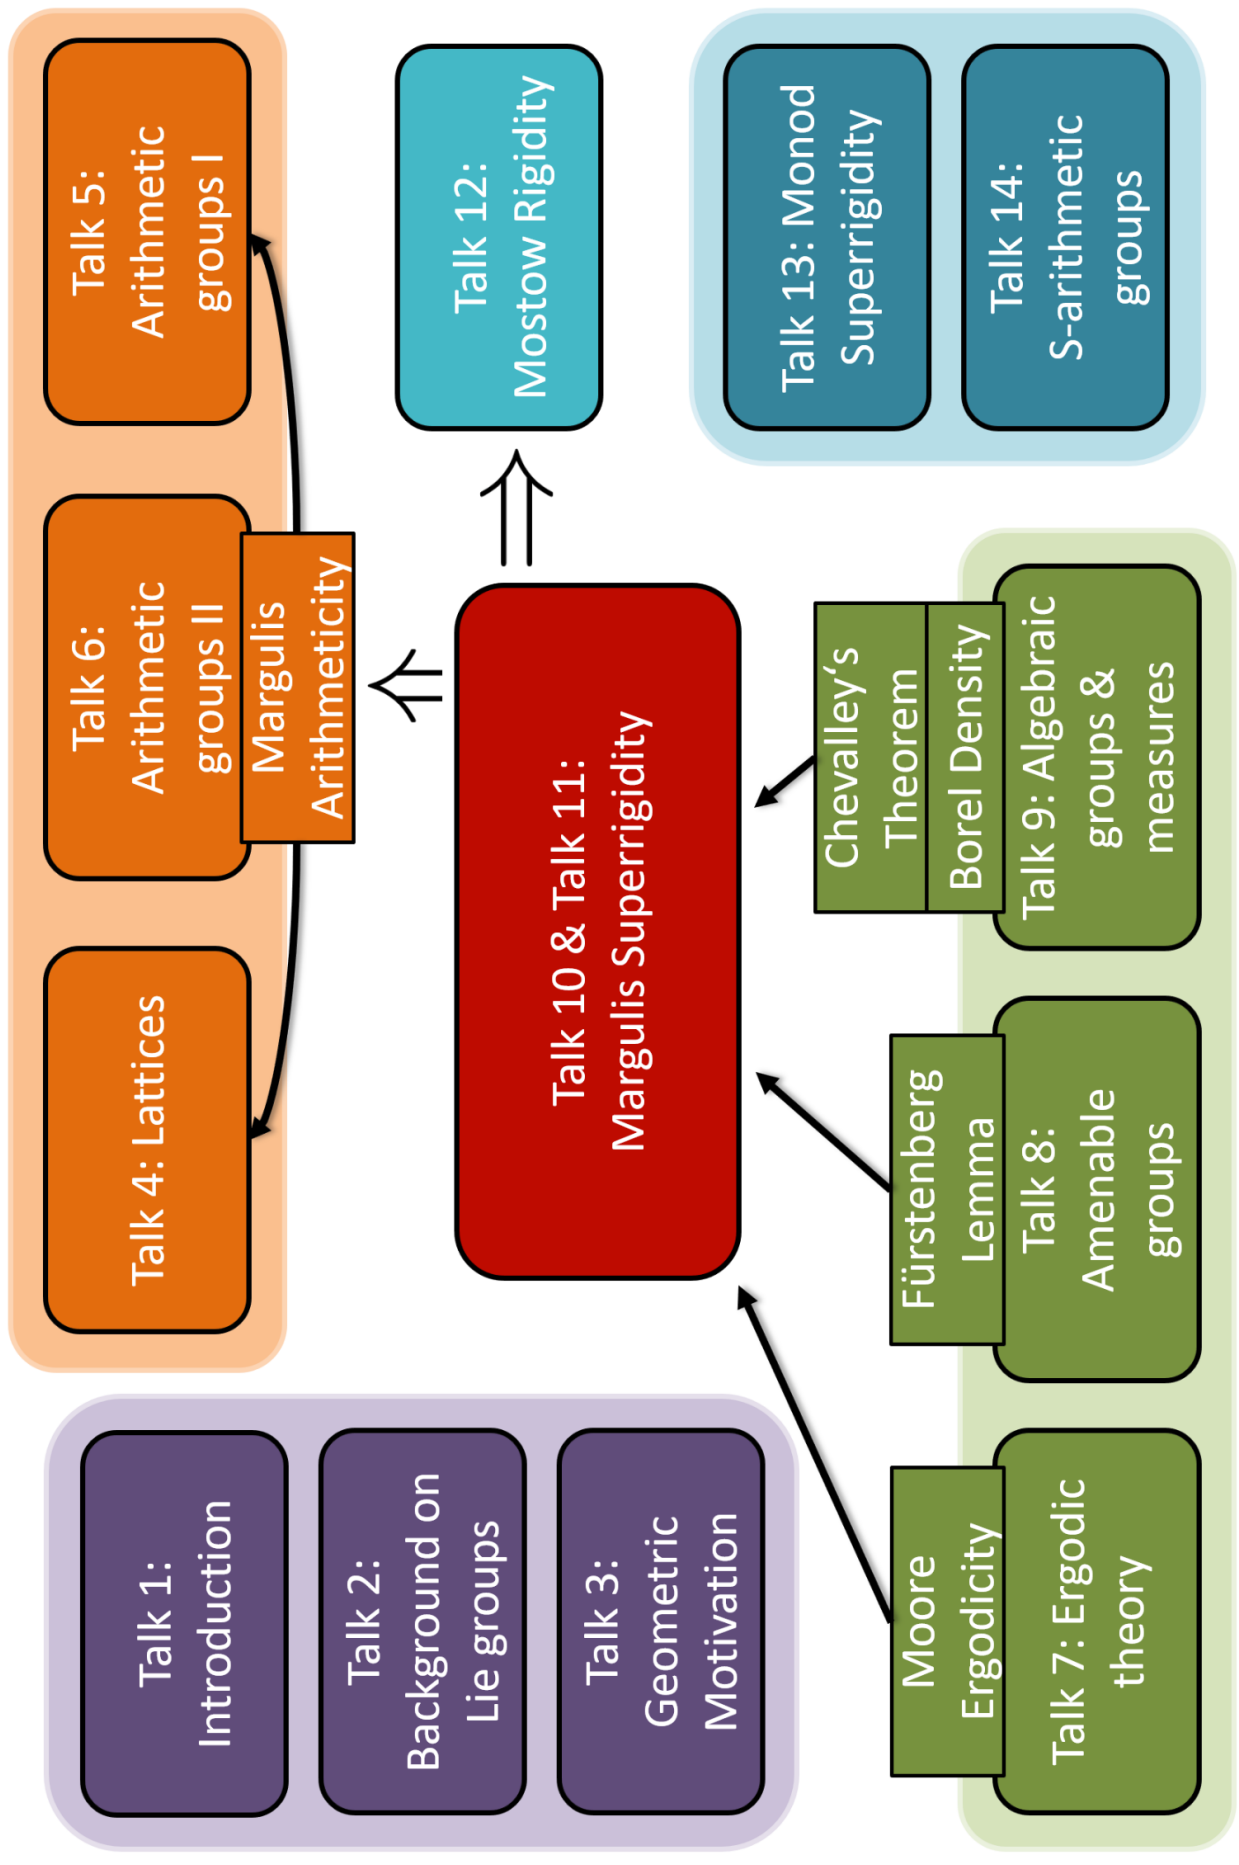 Talk 1:
Introduction
Talk 2:
Background on
Lie groups
Talk 3:
Geometric
Motivation
Talk 4: Lattices
Talk 6:
Arithmetic
groups II
Margulis
Arithmeticity
Talk 5:
Arithmetic
groups I
Talk 10 & Talk 11:
Margulis Superrigidity
Talk 12:
Mostow Rigidity
Moore
Ergodicity
Talk 7: Ergodic
theory
Fürstenberg
Lemma
Talk 8:
Amenable
groups
Chevalley‘s
Theorem
Borel Density
Talk 9: Algebraic
groups &
measures
Talk 13: Monod
Superrigidity
Talk 14:
S-arithmetic
groups